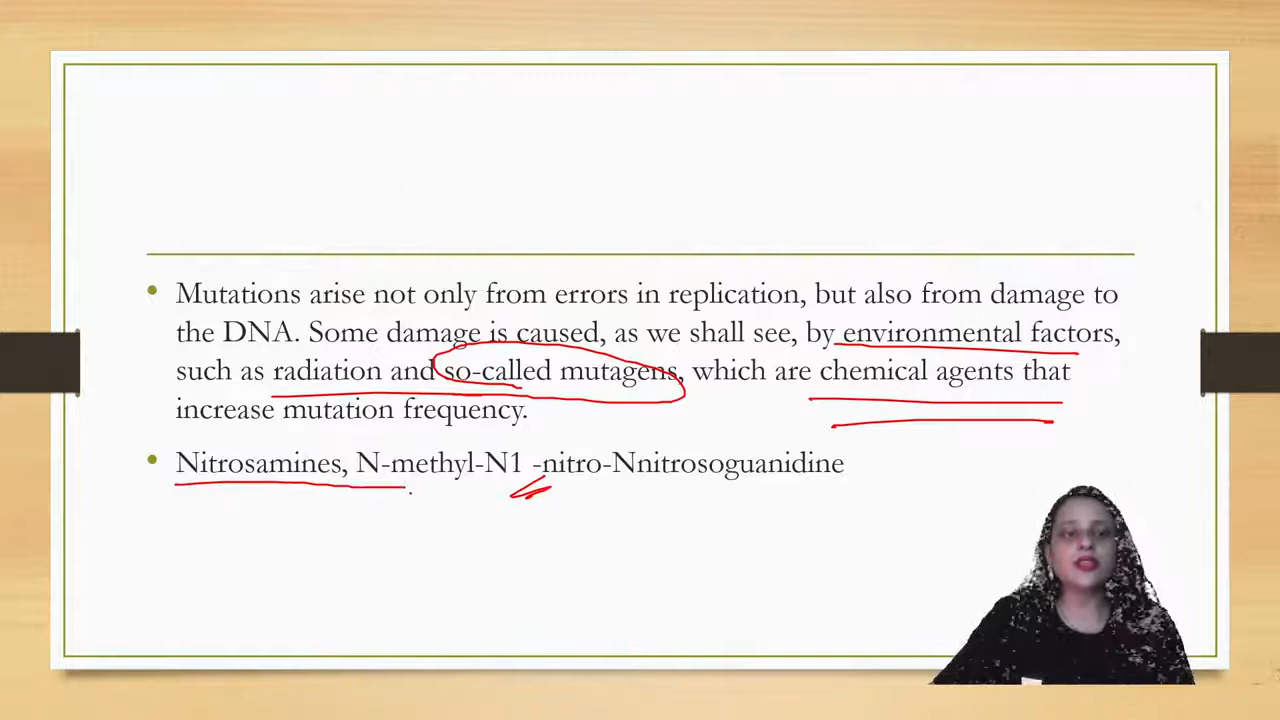 • Mutations arise not only from errors in replication, but also from damage to
the DNA. Some damage is caused, as we shall see, by environmental factors,
such as radiation and so-called mutagens, which are chemical agents that
increase mutation frequency.
• Nitrosamines, N-methyl-N1 -nitro-Nnitrosoguanidine